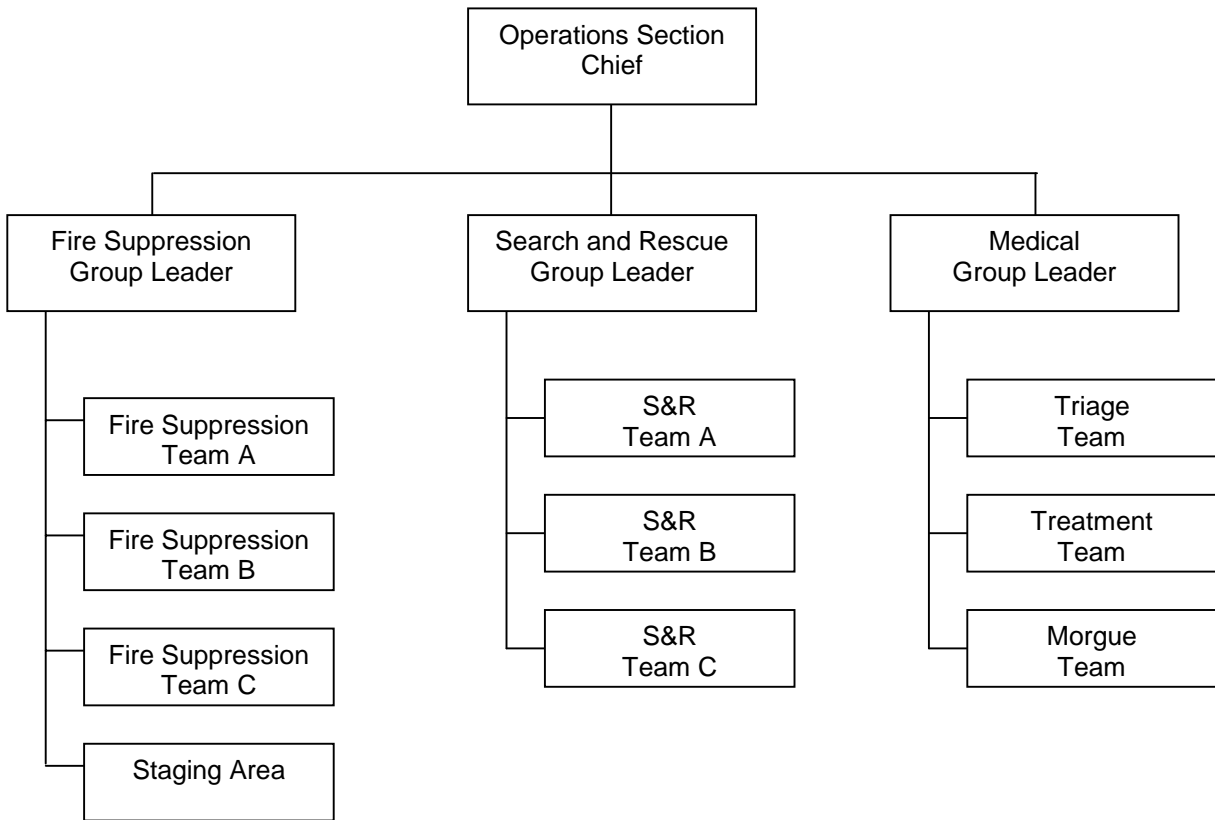 Operations Section
Chief
Fire Suppression
Group Leader
Search and Rescue
Group Leader
Medical
Group Leader
Fire Suppression
Team A
Fire Suppression
Team B
Fire Suppression
Team C
Staging Area
S&R
Team A
S&R
Team B
S&R
Team C
Triage
Team
Treatment
Team
Morgue
Team